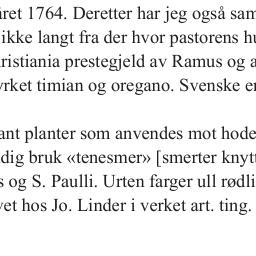 året 1764. Deretter har jeg også sam
ikke langt fra der hvor pastorens hu
ristiania prestegjeld av Ramus og a
yrket timian og oregano. Svenske er
ant planter som anvendes mot hode
dig bruk «tenesmer» [smerter knytt
s og S. Paulli. Urten farger ull rødli
vet hos Jo. Linder i verket art. ting.